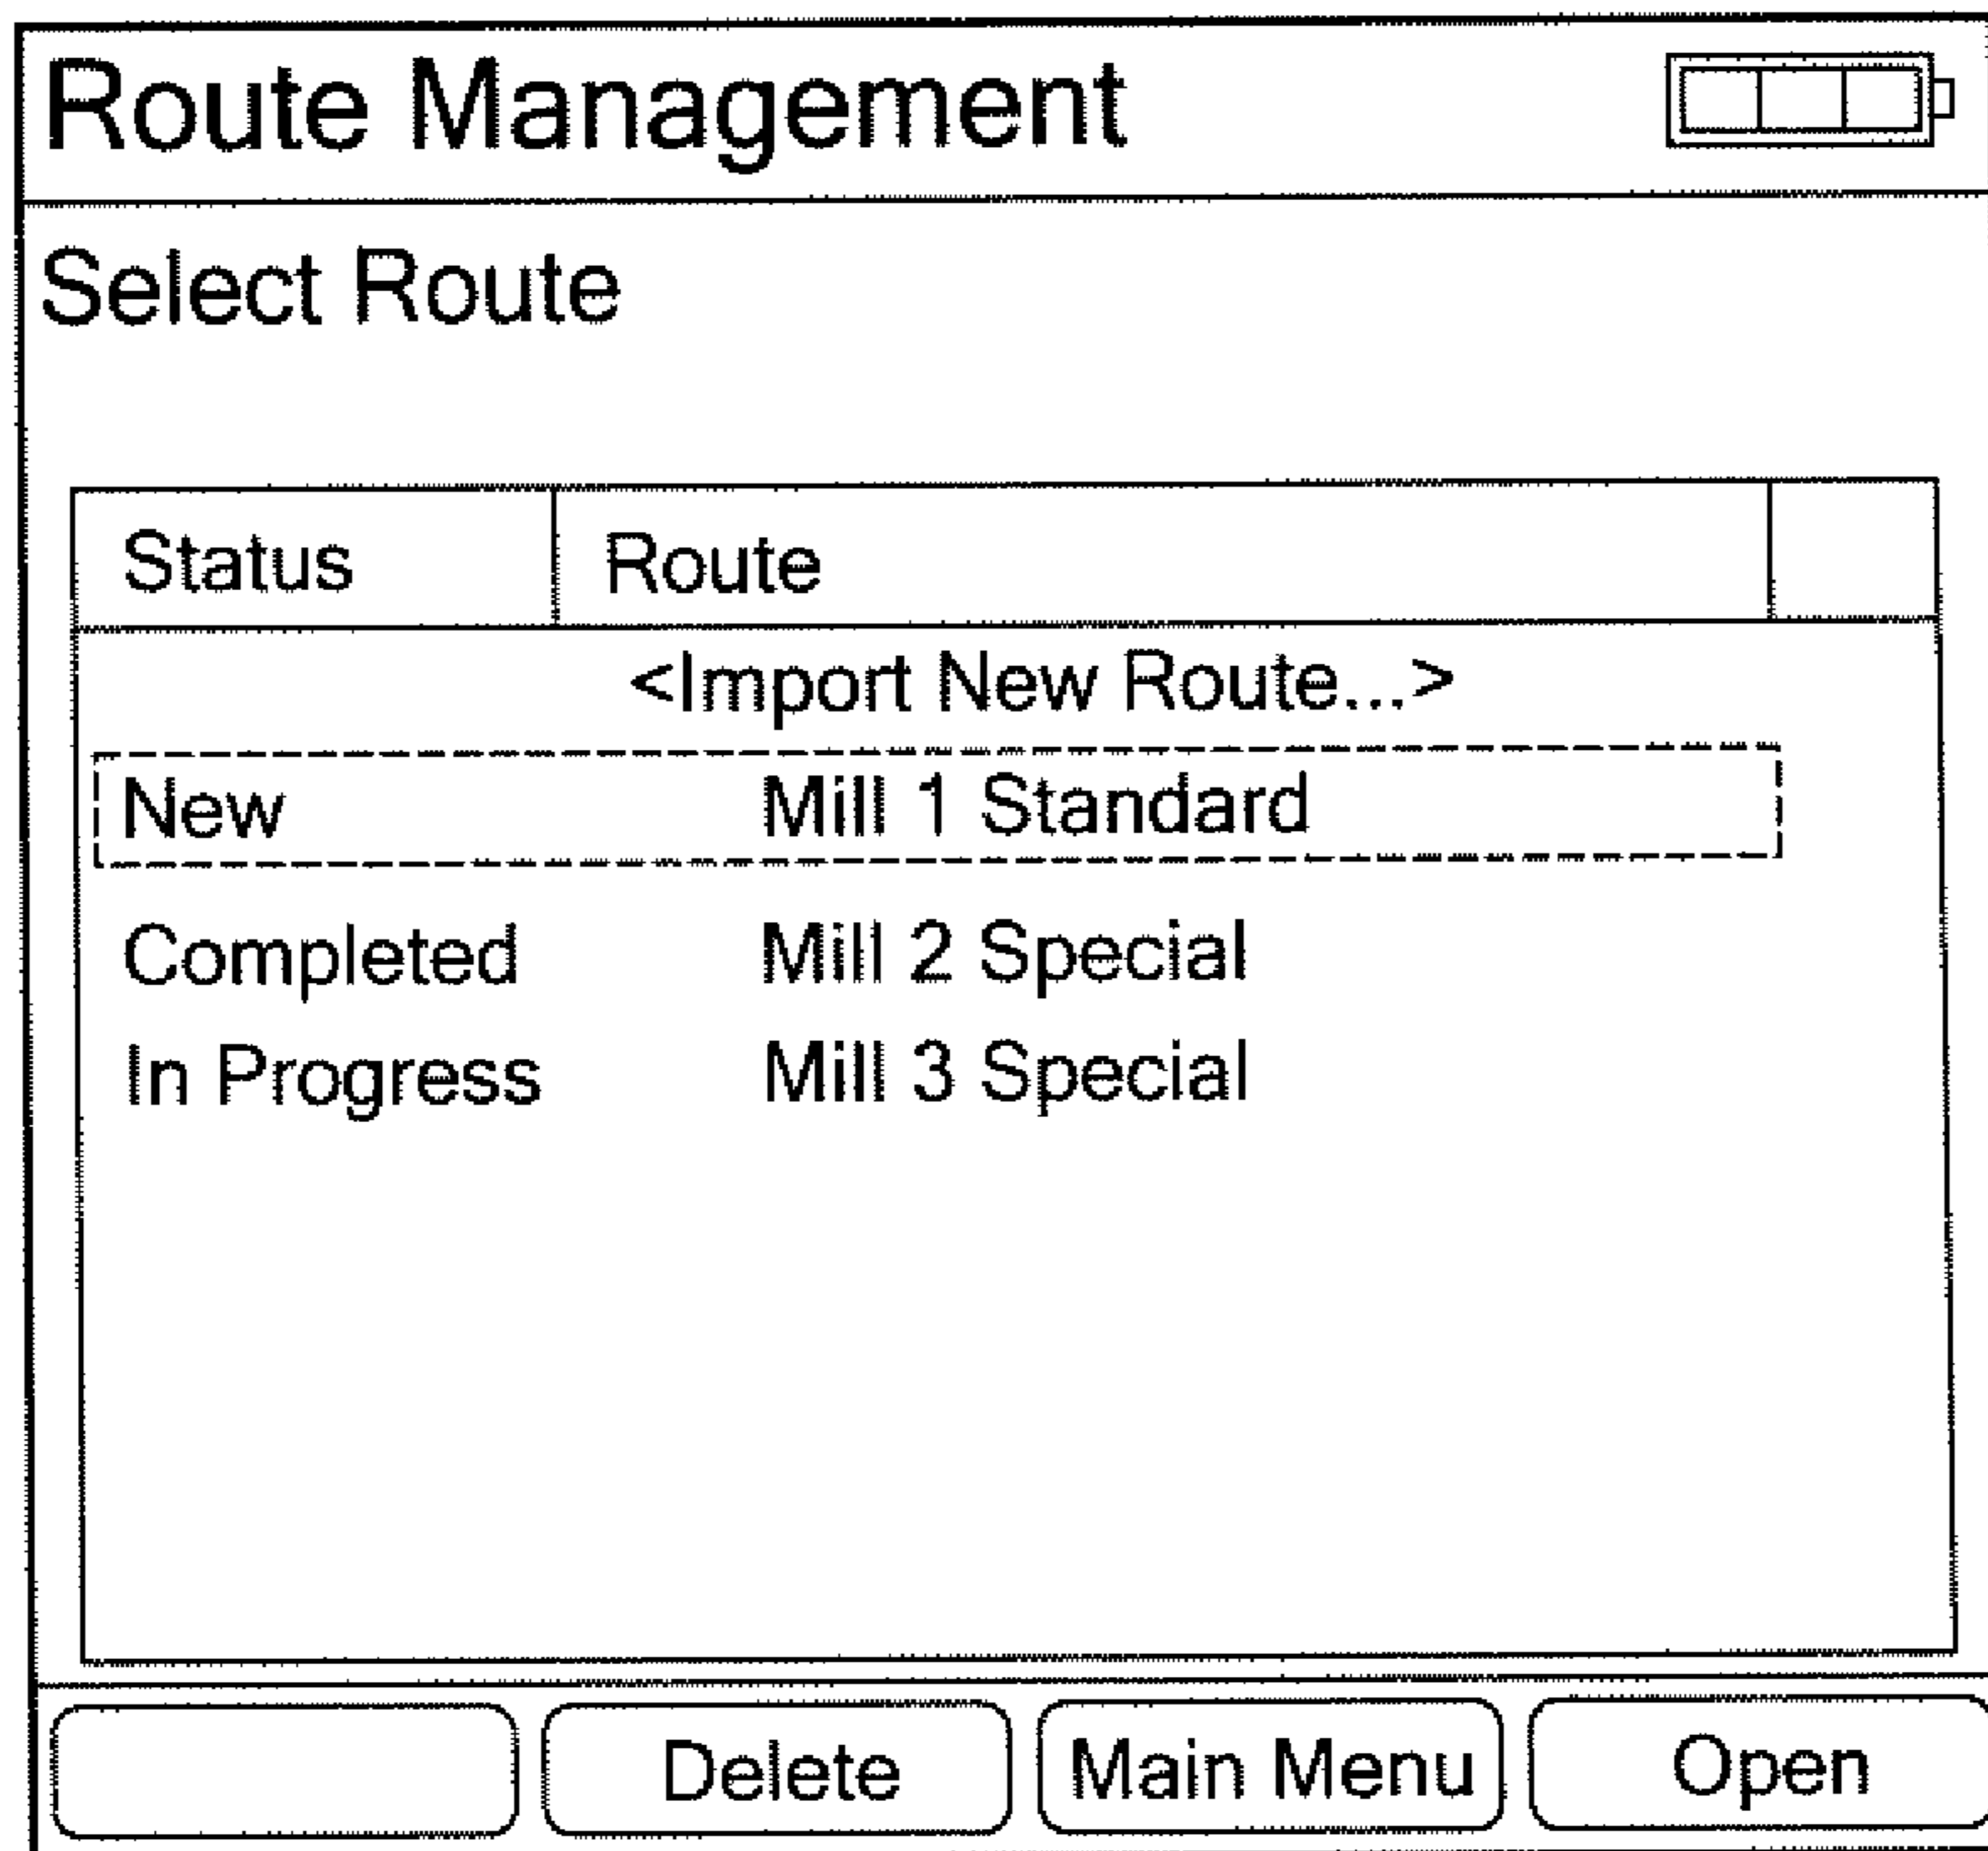 Route Management
Select Route
Status Route
<Import New Route...>
New Mill 1 Standard
Completed Mill 2 Special
In Progress Mill 3 Special
Delete Main Menu Open